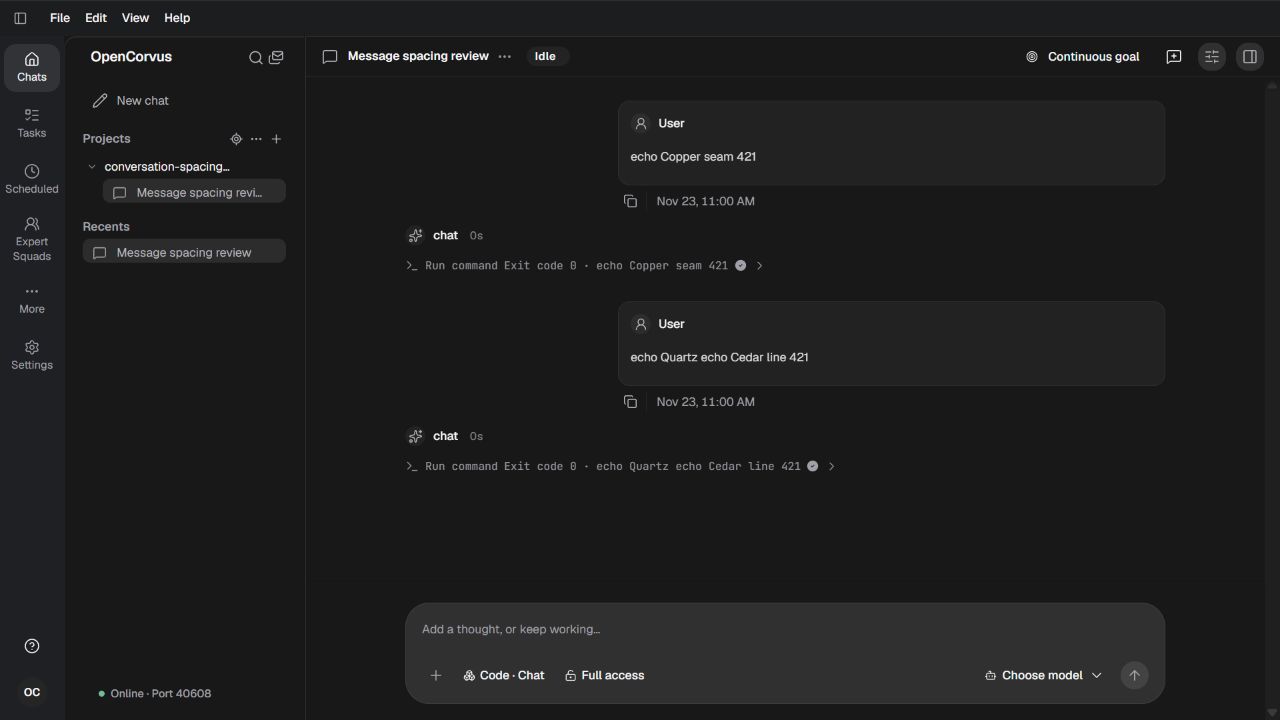 File Edit View Help
Chats
Tasks
Scheduled
Expert
Squads
More
Settings
OC
OpenCorvus
New chat
Projects
conversation-spacing...
Message spacing revi...
Recents
Message spacing review
Online · Port 40608
Message spacing review
Idle
Continuous goal
User
echo Copper seam 421
Nov 23, 11:00 AM
chat 0s
Run command Exit code 0 · echo Copper seam 421
User
echo Quartz echo Cedar line 421
Nov 23, 11:00 AM
chat 0s
Run command Exit code 0 · echo Quartz echo Cedar line 421
Add a thought, or keep working...
Code · Chat
Full access
Choose model